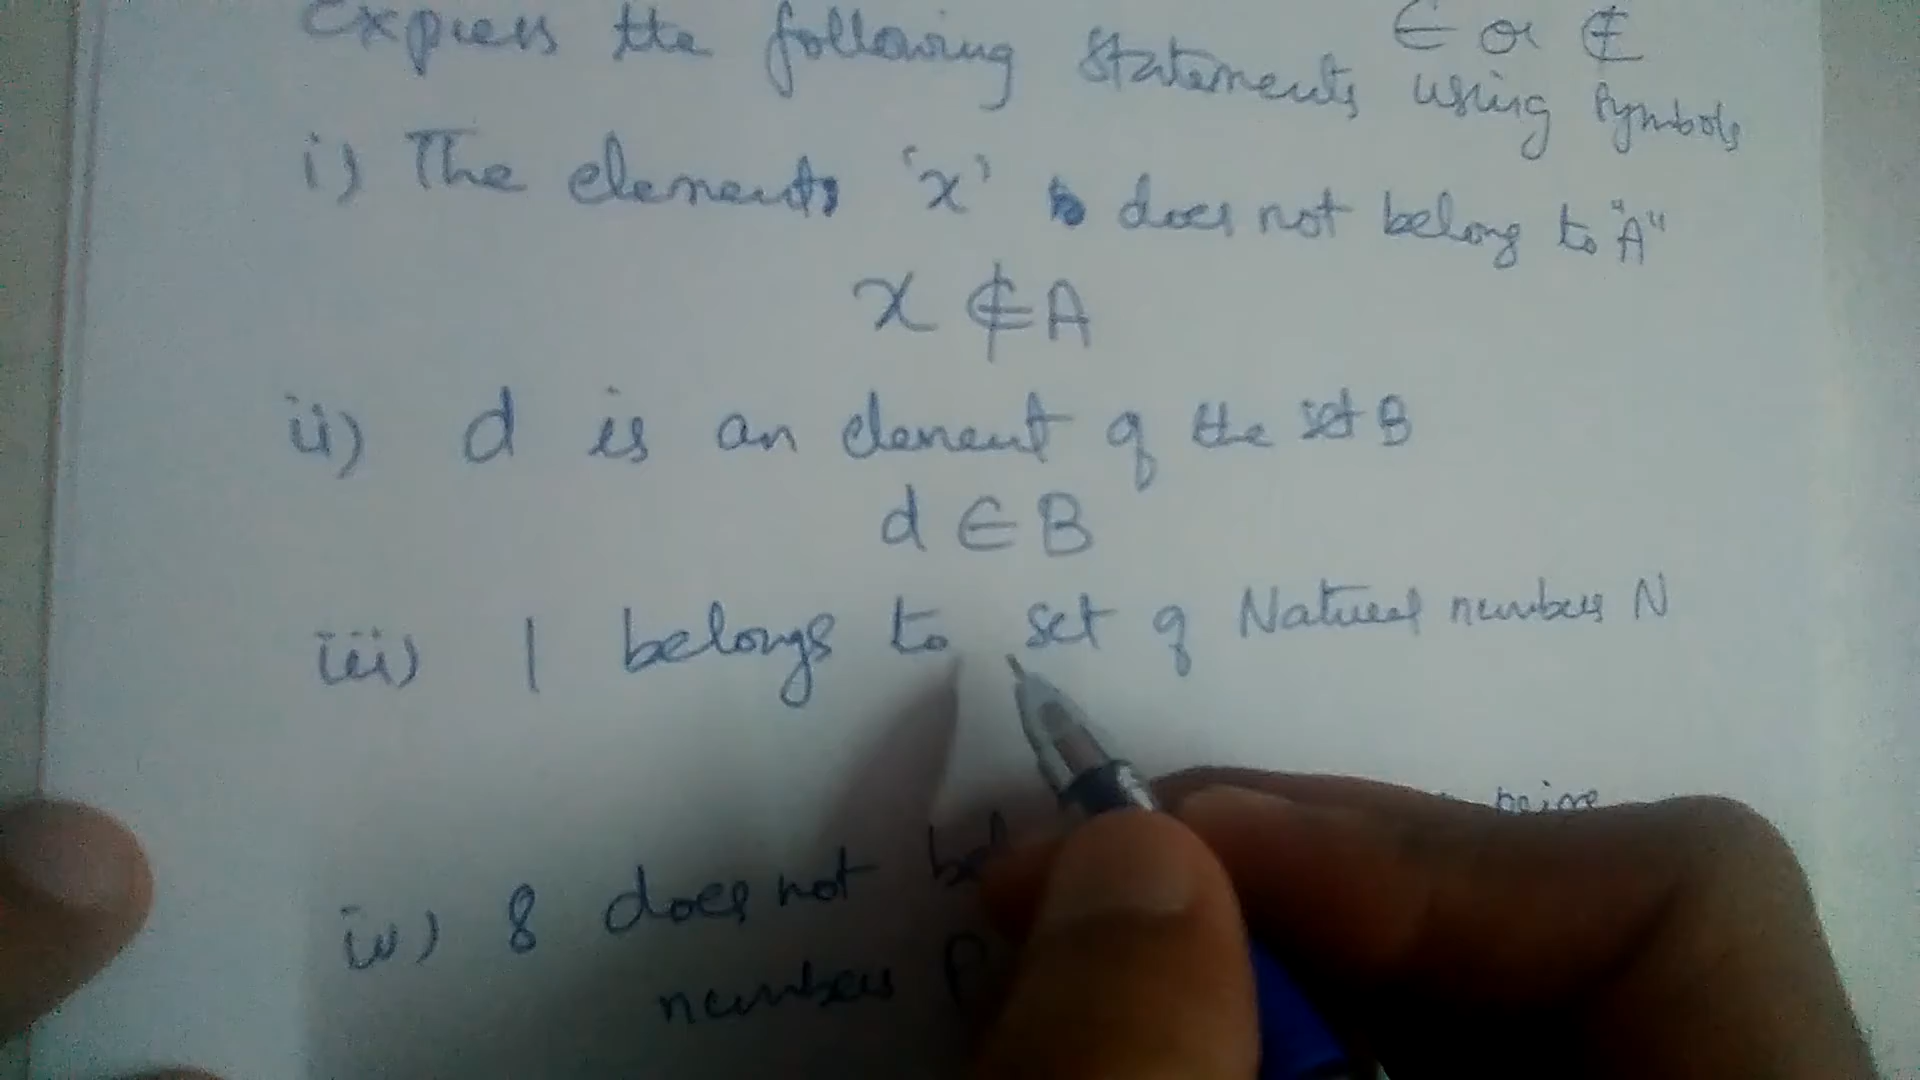 Express the following statements using symbols ∈ or ∉
i) The elements 'x' does not belong to "A"
x ∉ A
ii) d is an element of the set B
d ∈ B
iii) 1 belongs to set of Natural numbers N
iv) 8 does not prime
numbers P